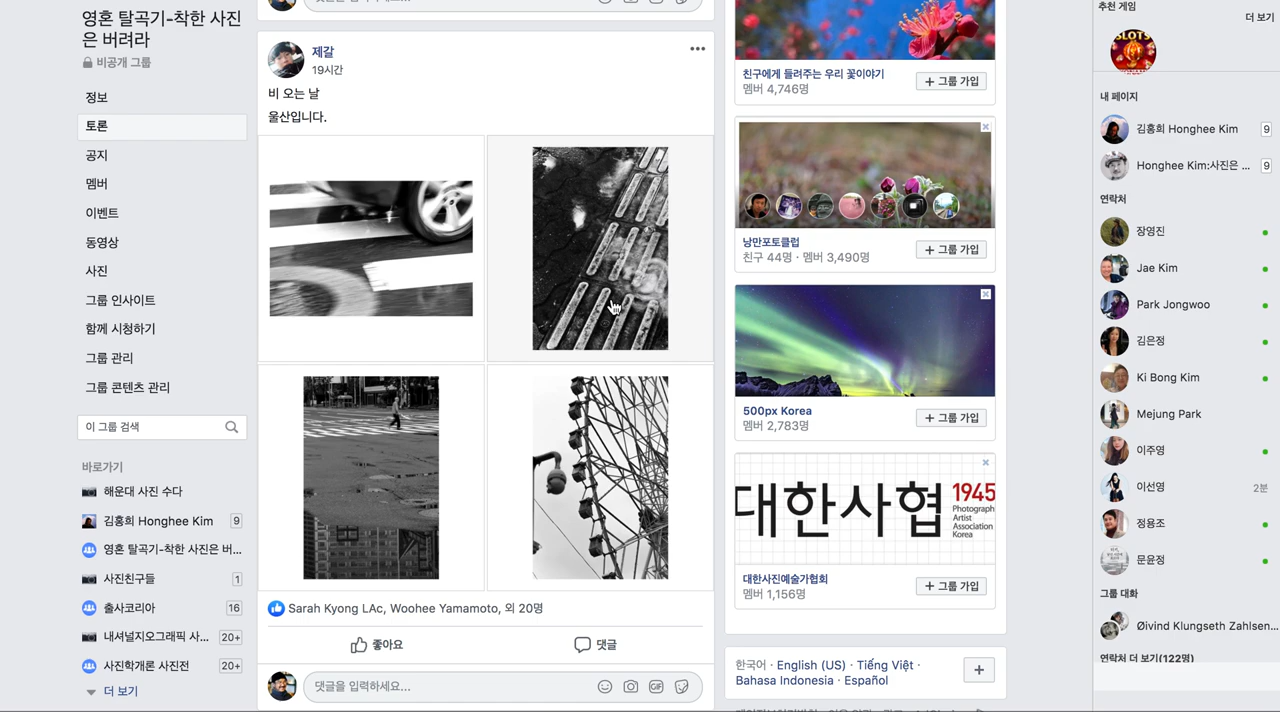 영혼 탈곡기-착한 사진
은 버려라
비공개 그룹
정보
토론
공지
멤버
이벤트
동영상
사진
그룹 인사이트
함께 시청하기
그룹 관리
그룹 콘텐츠 관리
이 그룹 검색
바로가기
해운대 사진 수다
김홍희 Honghee Kim 9
영혼 탈곡기-착한 사진은 버...
사진친구들 1
출사코리아 16
내셔널지오그래픽 사... 20+
사진학개론 사진전 20+
더 보기
제갈
19시간
비 오는 날
울산입니다.
Sarah Kyong LAc, Woohee Yamamoto, 외 20명
좋아요
댓글
댓글을 입력하세요...
GIF
친구에게 들려주는 우리 꽃이야기
멤버 4,746명
+ 그룹 가입
낭만포토클럽
친구 44명 · 멤버 3,490명
+ 그룹 가입
500px Korea
멤버 2,783명
+ 그룹 가입
대한사협 1945
Photograph
Artist
Association
Korea
대한사진예술가협회
멤버 1,156명
+ 그룹 가입
한국어 · English (US) · Tiếng Việt ·
Bahasa Indonesia · Español
추천 게임
더 보기
SLOTS
내 페이지
김홍희 Honghee Kim 9
Honghee Kim:사진은 ... 9
연락처
장영진
Jae Kim
Park Jongwoo
김은정
Ki Bong Kim
Mejung Park
이주영
이선영 2분
정용조
문윤정
그룹 대화
Øivind Klungseth Zahlsen...
연락처 더 보기(122명)